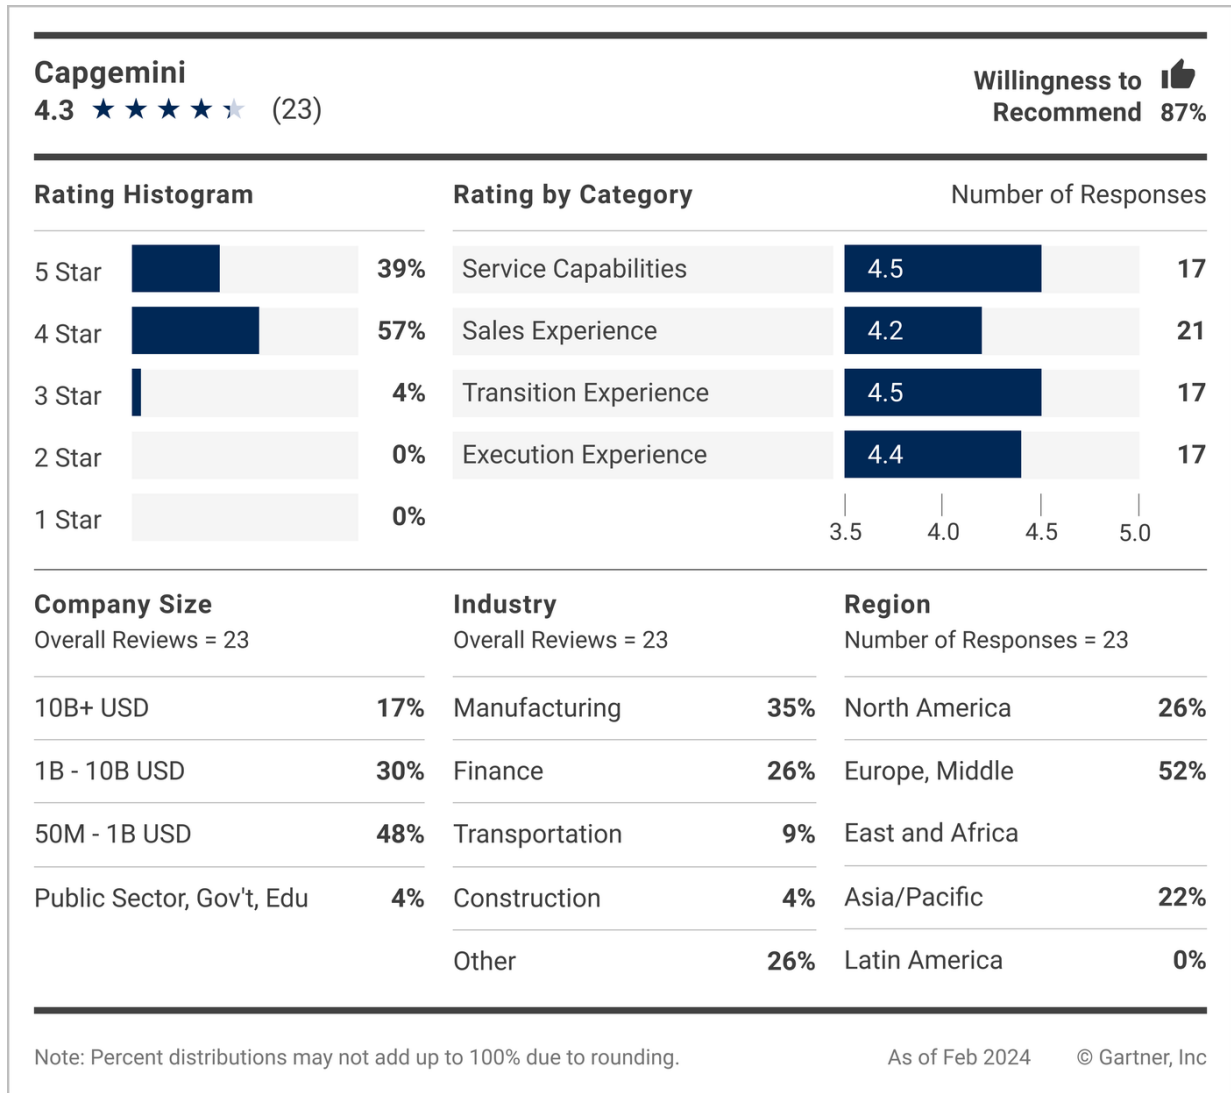 Capgemini
4.3 ★ ★ ★ ★ ★ (23)
Willingness to
Recommend 87%
Rating Histogram
5 Star 39%
4 Star 57%
3 Star 4%
2 Star 0%
1 Star 0%
Rating by Category Number of Responses
Service Capabilities 4.5 17
Sales Experience 4.2 21
Transition Experience 4.5 17
Execution Experience 4.4 17
3.5 4.0 4.5 5.0
Company Size
Overall Reviews = 23
10B+ USD 17%
1B - 10B USD 30%
50M - 1B USD 48%
Public Sector, Gov't, Edu 4%
Industry
Overall Reviews = 23
Manufacturing 35%
Finance 26%
Transportation 9%
Construction 4%
Other 26%
Region
Number of Responses = 23
North America 26%
Europe, Middle 52%
East and Africa
Asia/Pacific 22%
Latin America 0%
Note: Percent distributions may not add up to 100% due to rounding. As of Feb 2024 © Gartner, Inc